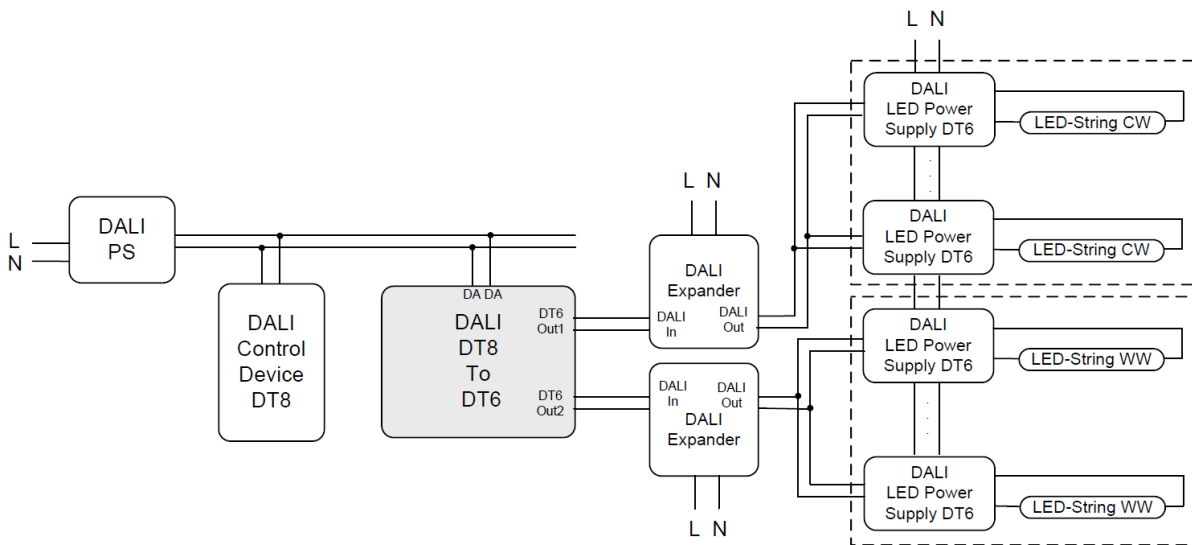 L N
DALI
LED Power
Supply DT6
LED-String CW
DALI
LED Power
Supply DT6
LED-String CW
L N
DALI
PS
L
N
DALI
Expander
DALI
In
DALI
Out
DA DA
DALI
DT8
To
DT6
DT6
Out1
DT6
Out2
DALI
Control
Device
DT8
DALI
In
DALI
Out
DALI
Expander
L N
DALI
LED Power
Supply DT6
LED-String WW
DALI
LED Power
Supply DT6
LED-String WW